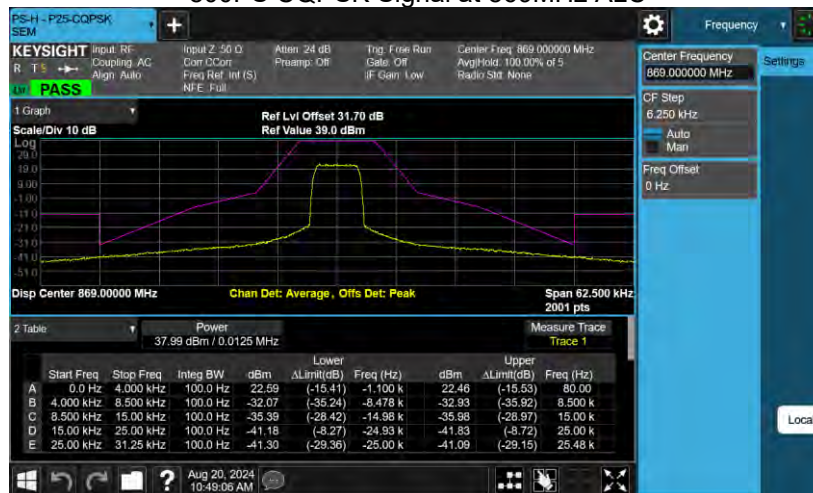 PS-H - P25-CQPSK
SEM
Frequency
KEYSIGHT Input: RF Input Z: 50 Ω Atten: 24 dB Trig: Free Run Center Freq: 869.000000 MHz
R T S Coupling: AC Corr CCorr Preamp: Off Gate: Off Avg|Hold: 100.00% of 5
Align: Auto Freq Ref: Int (S) IF Gain: Low Radio Std: None
NFE: Full
PASS
Center Frequency
869.000000 MHz
Settings
CF Step
6.250 kHz
Auto
Man
Freq Offset
0 Hz
1 Graph
Ref Lvl Offset 31.70 dB
Scale/Div 10 dB Ref Value 39.0 dBm
Log
29.0
19.0
9.00
-1.00
-11.0
-21.0
-31.0
-41.0
-51.0
Disp Center 869.00000 MHz Chan Det: Average, Offs Det: Peak Span 62.500 kHz
2001 pts
2 Table Power Measure Trace
37.99 dBm / 0.0125 MHz Trace 1
Lower Upper
Start Freq Stop Freq Integ BW dBm ΔLimit(dB) Freq (Hz) dBm ΔLimit(dB) Freq (Hz)
A 0.0 Hz 4.000 kHz 100.0 Hz 22.59 (-15.41) -1.100 k 22.46 (-15.53) 80.00
B 4.000 kHz 8.500 kHz 100.0 Hz -32.07 (-35.24) -8.478 k -32.93 (-35.92) 8.500 k
C 8.500 kHz 15.00 kHz 100.0 Hz -35.39 (-28.42) -14.98 k -35.98 (-28.97) 15.00 k
D 15.00 kHz 25.00 kHz 100.0 Hz -41.18 (-8.27) -24.93 k -41.83 (-8.72) 25.00 k
E 25.00 kHz 31.25 kHz 100.0 Hz -41.30 (-29.36) -25.00 k -41.09 (-29.15) 25.48 k
Local
Aug 20, 2024
10:49:06 AM